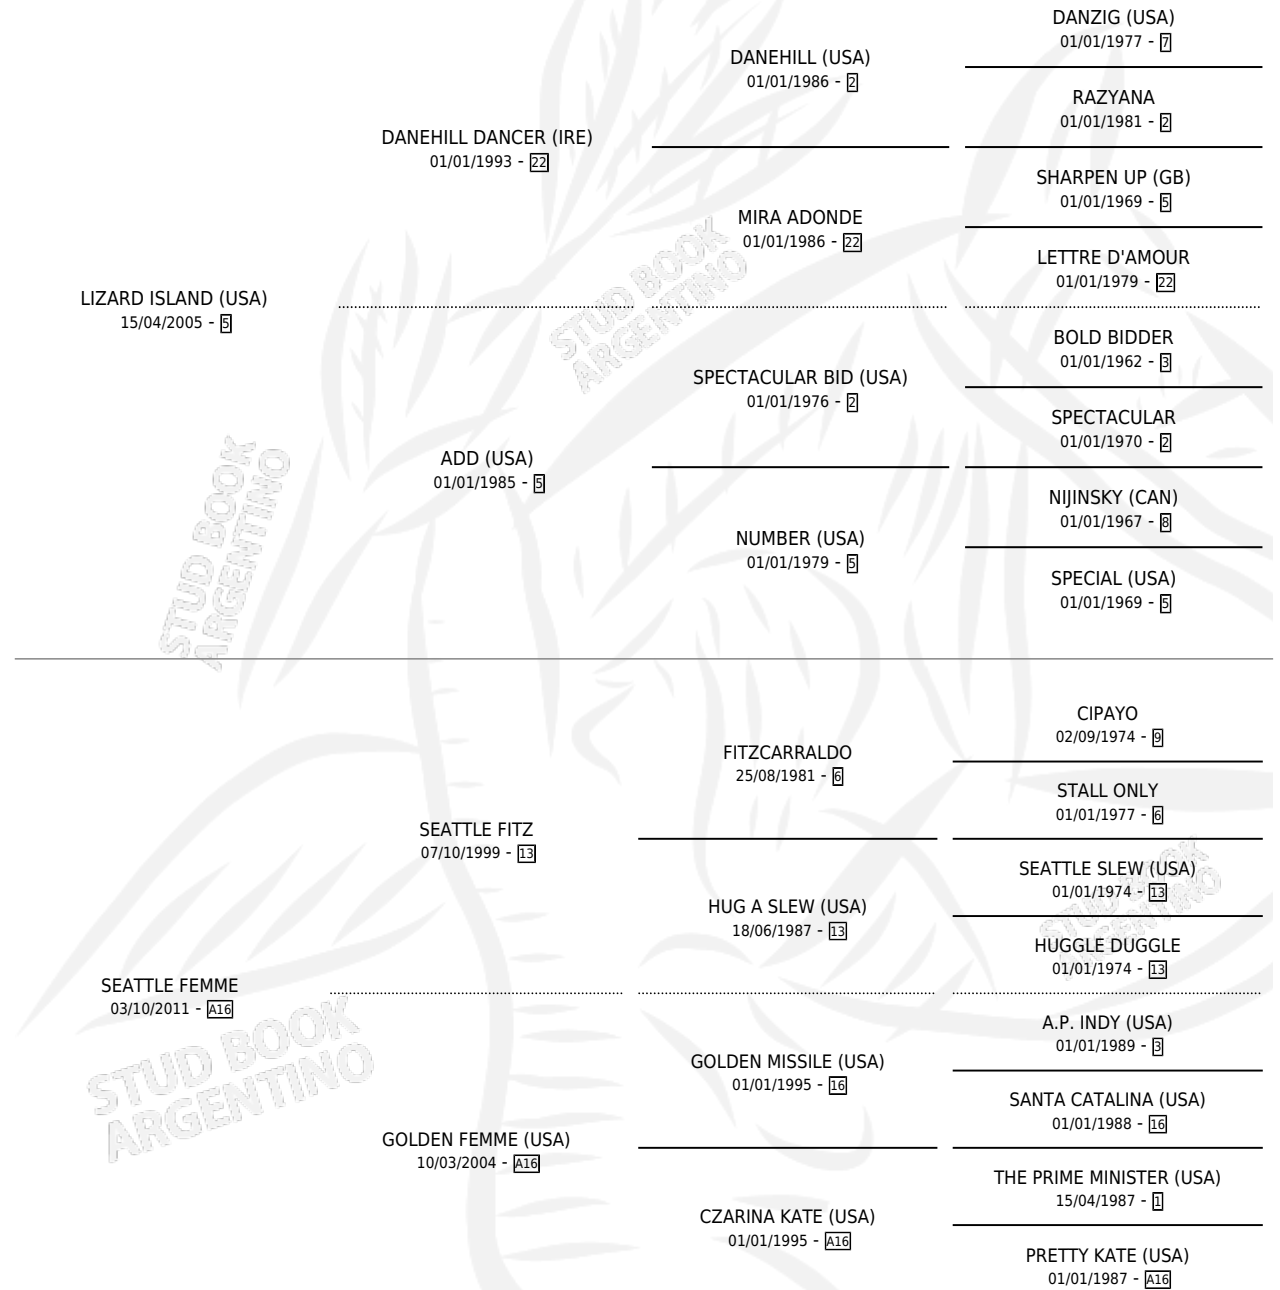 DANZIG (USA)
01/01/1977 - 7
DANEHILL (USA)
01/01/1986 - 2
RAZYANA
01/01/1981 - 2
DANEHILL DANCER (IRE)
01/01/1993 - 22
SHARPEN UP (GB)
01/01/1969 - 5
MIRA ADONDE
01/01/1986 - 22
LETTRE D'AMOUR
01/01/1979 - 22
LIZARD ISLAND (USA)
15/04/2005 - 5
BOLD BIDDER
01/01/1962 - 3
SPECTACULAR BID (USA)
01/01/1976 - 2
SPECTACULAR
01/01/1970 - 2
ADD (USA)
01/01/1985 - 5
NIJINSKY (CAN)
01/01/1967 - 8
NUMBER (USA)
01/01/1979 - 5
SPECIAL (USA)
01/01/1969 - 5
CIPAYO
02/09/1974 - 9
FITZCARRALDO
25/08/1981 - 6
STALL ONLY
01/01/1977 - 6
SEATTLE FITZ
07/10/1999 - 13
SEATTLE SLEW (USA)
01/01/1974 - 13
HUG A SLEW (USA)
18/06/1987 - 13
HUGGLE DUGGLE
01/01/1974 - 13
SEATTLE FEMME
03/10/2011 - A16
A.P. INDY (USA)
01/01/1989 - 3
GOLDEN MISSILE (USA)
01/01/1995 - 16
SANTA CATALINA (USA)
01/01/1988 - 16
GOLDEN FEMME (USA)
10/03/2004 - A16
THE PRIME MINISTER (USA)
15/04/1987 - 1
CZARINA KATE (USA)
01/01/1995 - A16
PRETTY KATE (USA)
01/01/1987 - A16
STUD BOOK
ARGENTINO
STUD BOOK
ARGENTINO
STUD BOOK
ARGENTINO
STUD BOOK
ARGENTINO